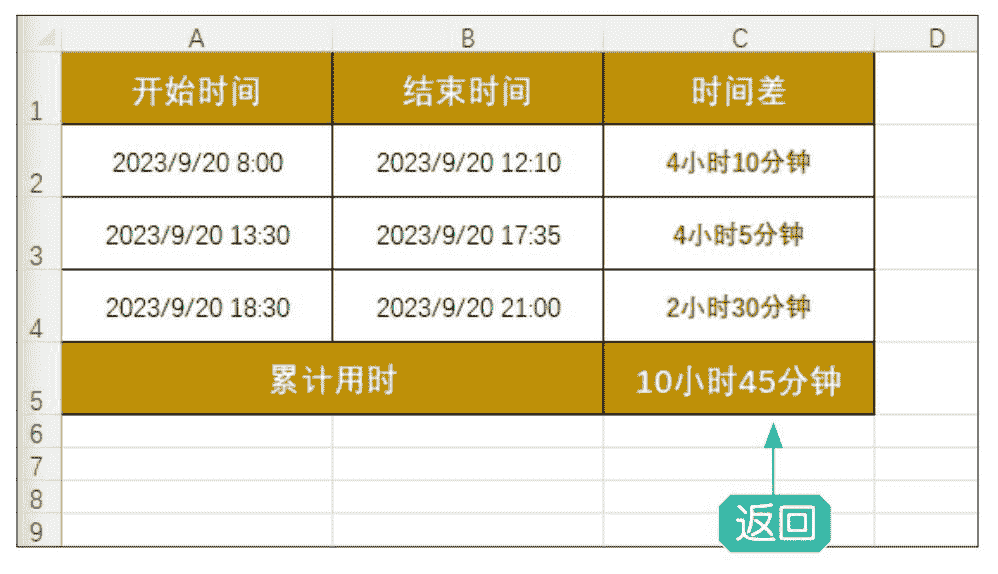 A B C D
1 开始时间 结束时间 时间差
2 2023/9/20 8:00 2023/9/20 12:10 4小时10分钟
3 2023/9/20 13:30 2023/9/20 17:35 4小时5分钟
4 2023/9/20 18:30 2023/9/20 21:00 2小时30分钟
5 累计用时 10小时45分钟
6
7
8
9
返回